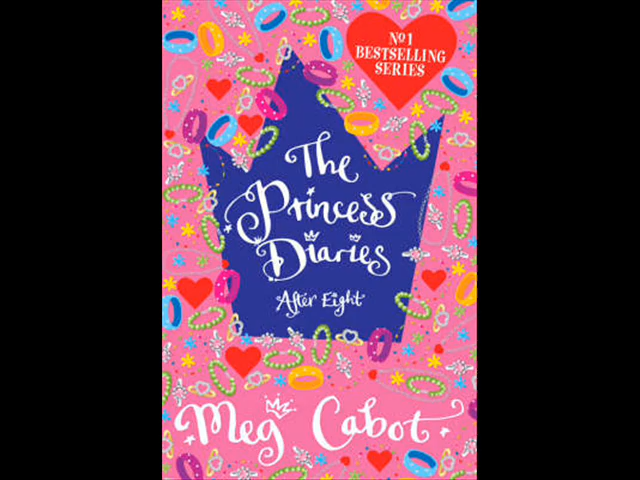 No1
BESTSELLING
SERIES
The
Princess
Diaries
After Eight
Meg Cabot